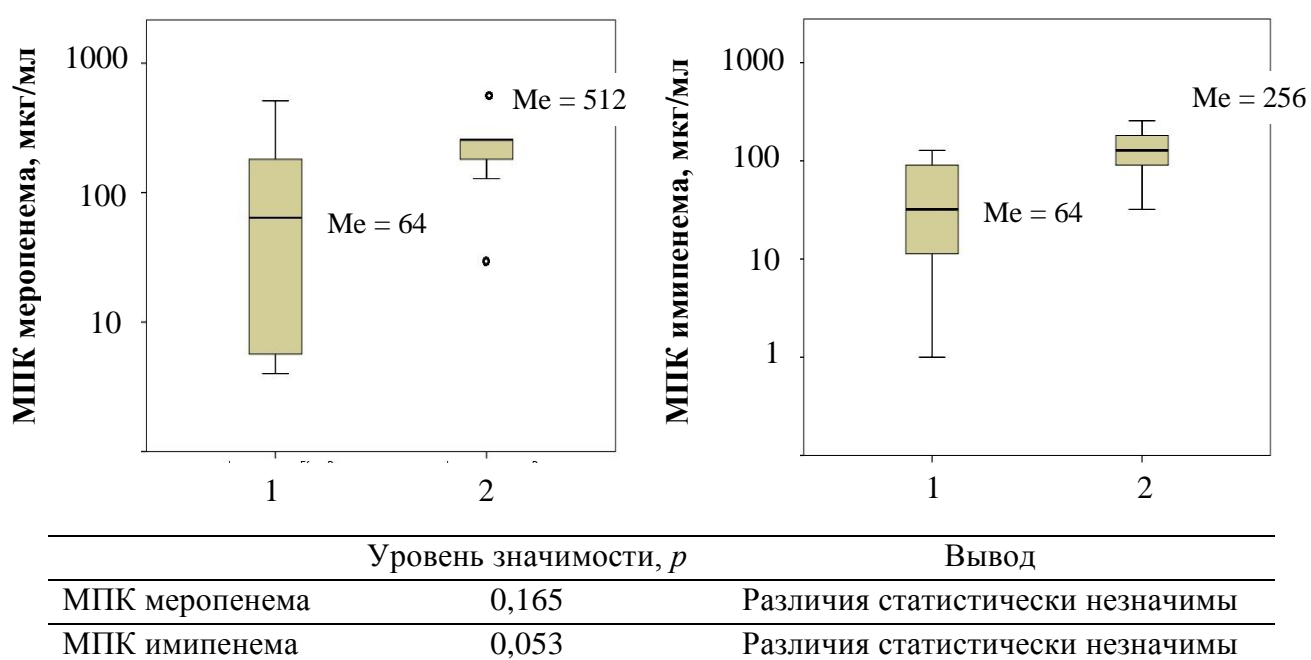 МПК меропенема, мкг/мл
1000
100
10
Me = 512
Me = 64
1
2
МПК имипенема, мкг/мл
1000
100
10
1
Me = 256
Me = 64
1
2
Уровень значимости, p Вывод
МПК меропенема 0,165 Различия статистически незначимы
МПК имипенема 0,053 Различия статистически незначимы